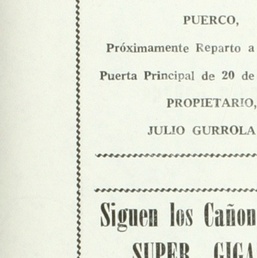 PUERCO,
Próximamente Reparto a
Puerta Principal de 20 de
PROPIETARIO,
JULIO GURROLA
Siguen los Cañon
SUPER GIGA